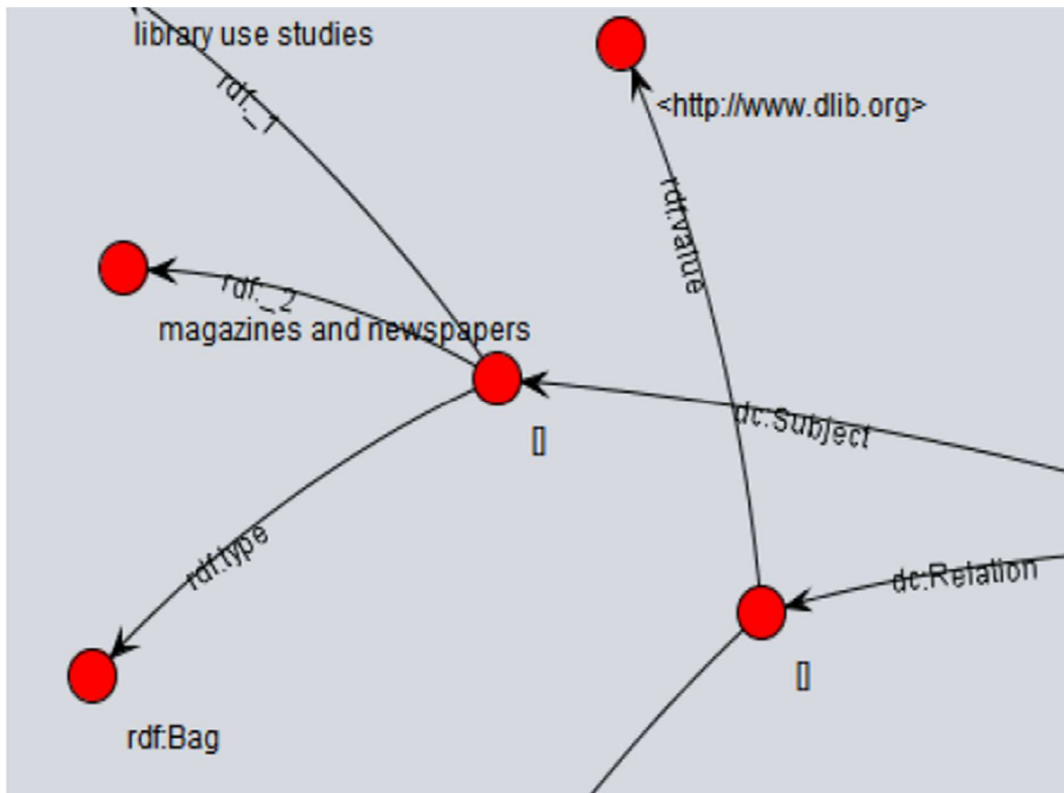 library use studies
rdf:_1
<http://www.dlib.org>
rdf:value
rdf:_2
magazines and newspapers
dc:Subject
[]
rdf:type
dc:Relation
[]
rdf:Bag